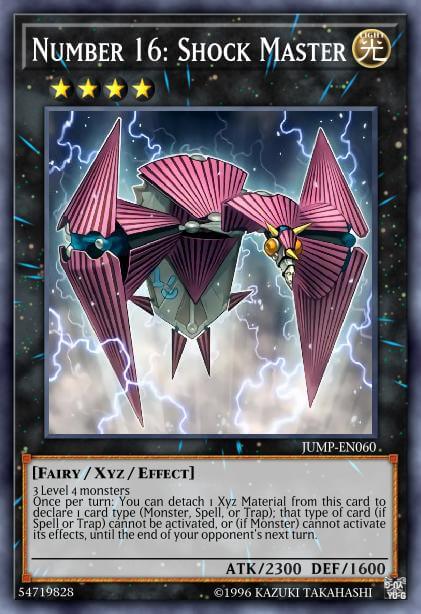 Number 16: Shock Master
LIGHT
光
16
JUMP-EN060
[Fairy / Xyz / Effect]
3 Level 4 monsters
Once per turn: You can detach 1 Xyz Material from this card to
declare 1 card type (Monster, Spell, or Trap); that type of card (if
Spell or Trap) cannot be activated, or (if Monster) cannot activate
its effects, until the end of your opponent's next turn.
ATK/2300 DEF/1600
54719828
©1996 KAZUKI TAKAHASHI